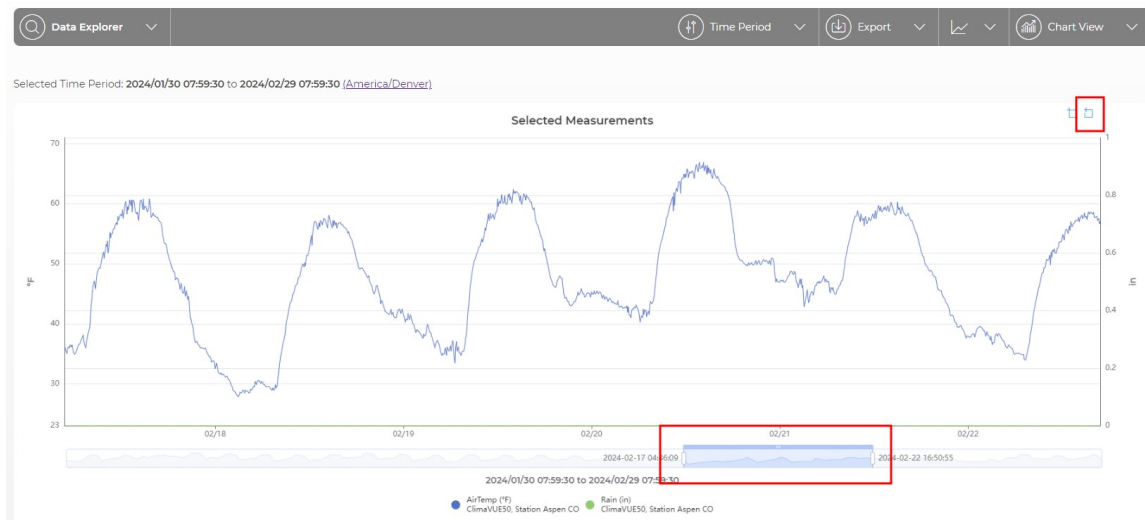 Data Explorer
Time Period
Export
Chart View
Selected Time Period: 2024/01/30 07:59:30 to 2024/02/29 07:59:30 (America/Denver)
Selected Measurements
70
60
50
40
30
23
°F
1
0.8
0.6
0.4
0.2
0
in
02/18
02/19
02/20
02/21
02/22
2024-02-17 04:46:09
2024-02-22 16:50:55
2024/01/30 07:59:30 to 2024/02/29 07:59:30
AirTemp (°F)
ClimaVUE50, Station Aspen CO
Rain (in)
ClimaVUE50, Station Aspen CO